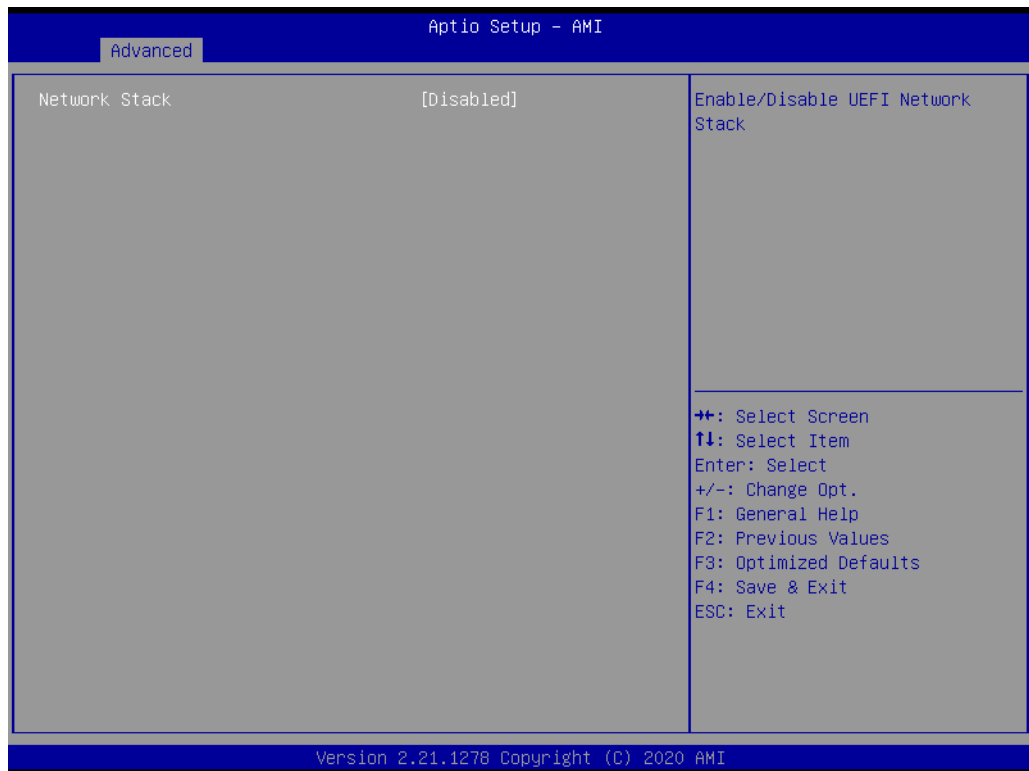 Aptio Setup – AMI
Advanced
Network Stack [Disabled]
Enable/Disable UEFI Network
Stack
→←: Select Screen
↑↓: Select Item
Enter: Select
+/-: Change Opt.
F1: General Help
F2: Previous Values
F3: Optimized Defaults
F4: Save & Exit
ESC: Exit
Version 2.21.1278 Copyright (C) 2020 AMI